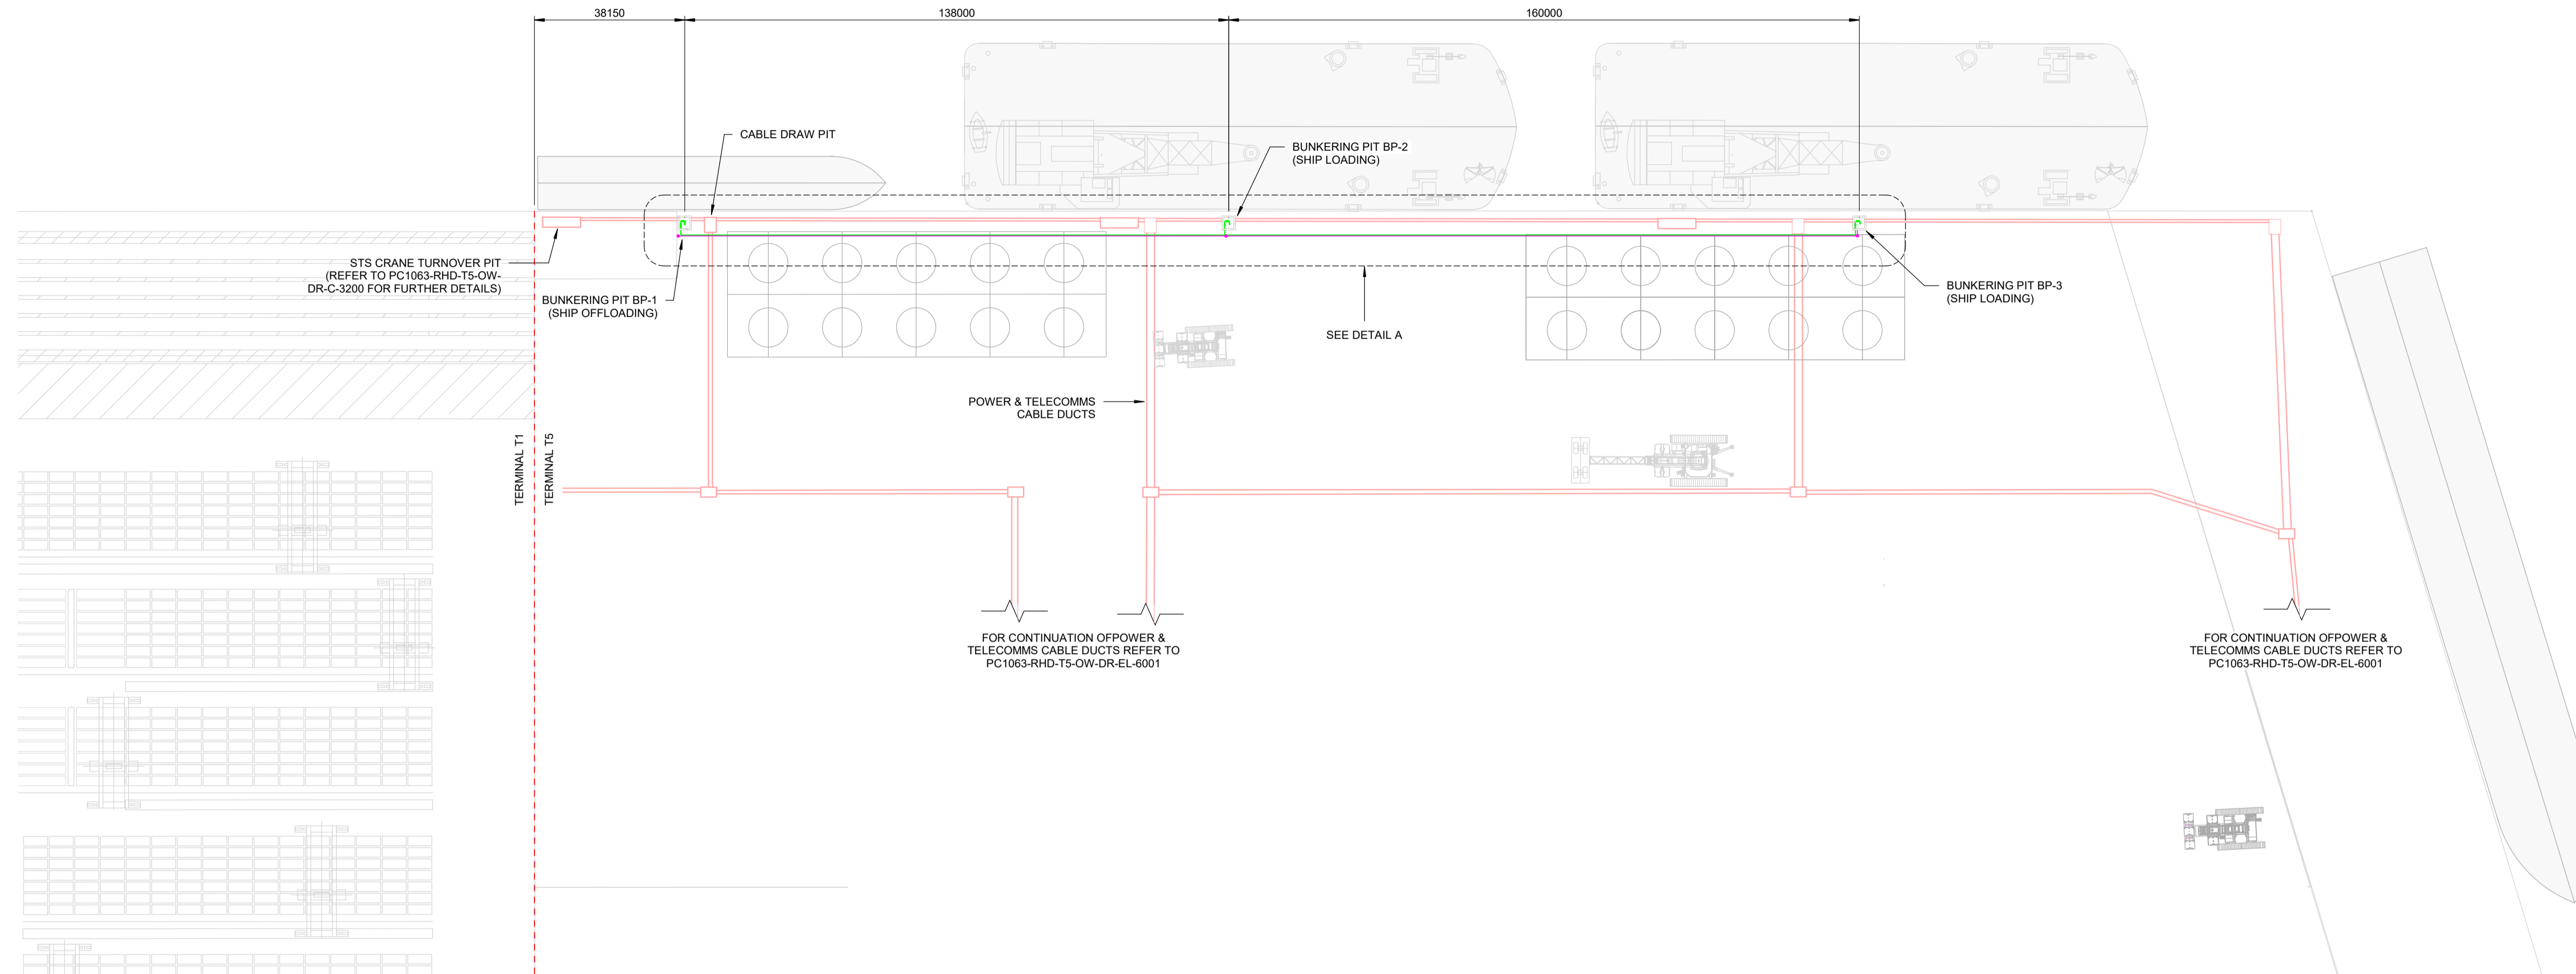 38150
138000
160000
CABLE DRAW PIT
BUNKERING PIT BP-2
(SHIP LOADING)
STS CRANE TURNOVER PIT
(REFER TO PC1063-RHD-T5-OW-
DR-C-3200 FOR FURTHER DETAILS)
BUNKERING PIT BP-1
(SHIP OFFLOADING)
BUNKERING PIT BP-3
(SHIP LOADING)
SEE DETAIL A
POWER & TELECOMMS
CABLE DUCTS
TERMINAL T1
TERMINAL T5
FOR CONTINUATION OFPOWER &
TELECOMMS CABLE DUCTS REFER TO
PC1063-RHD-T5-OW-DR-EL-6001
FOR CONTINUATION OFPOWER &
TELECOMMS CABLE DUCTS REFER TO
PC1063-RHD-T5-OW-DR-EL-6001